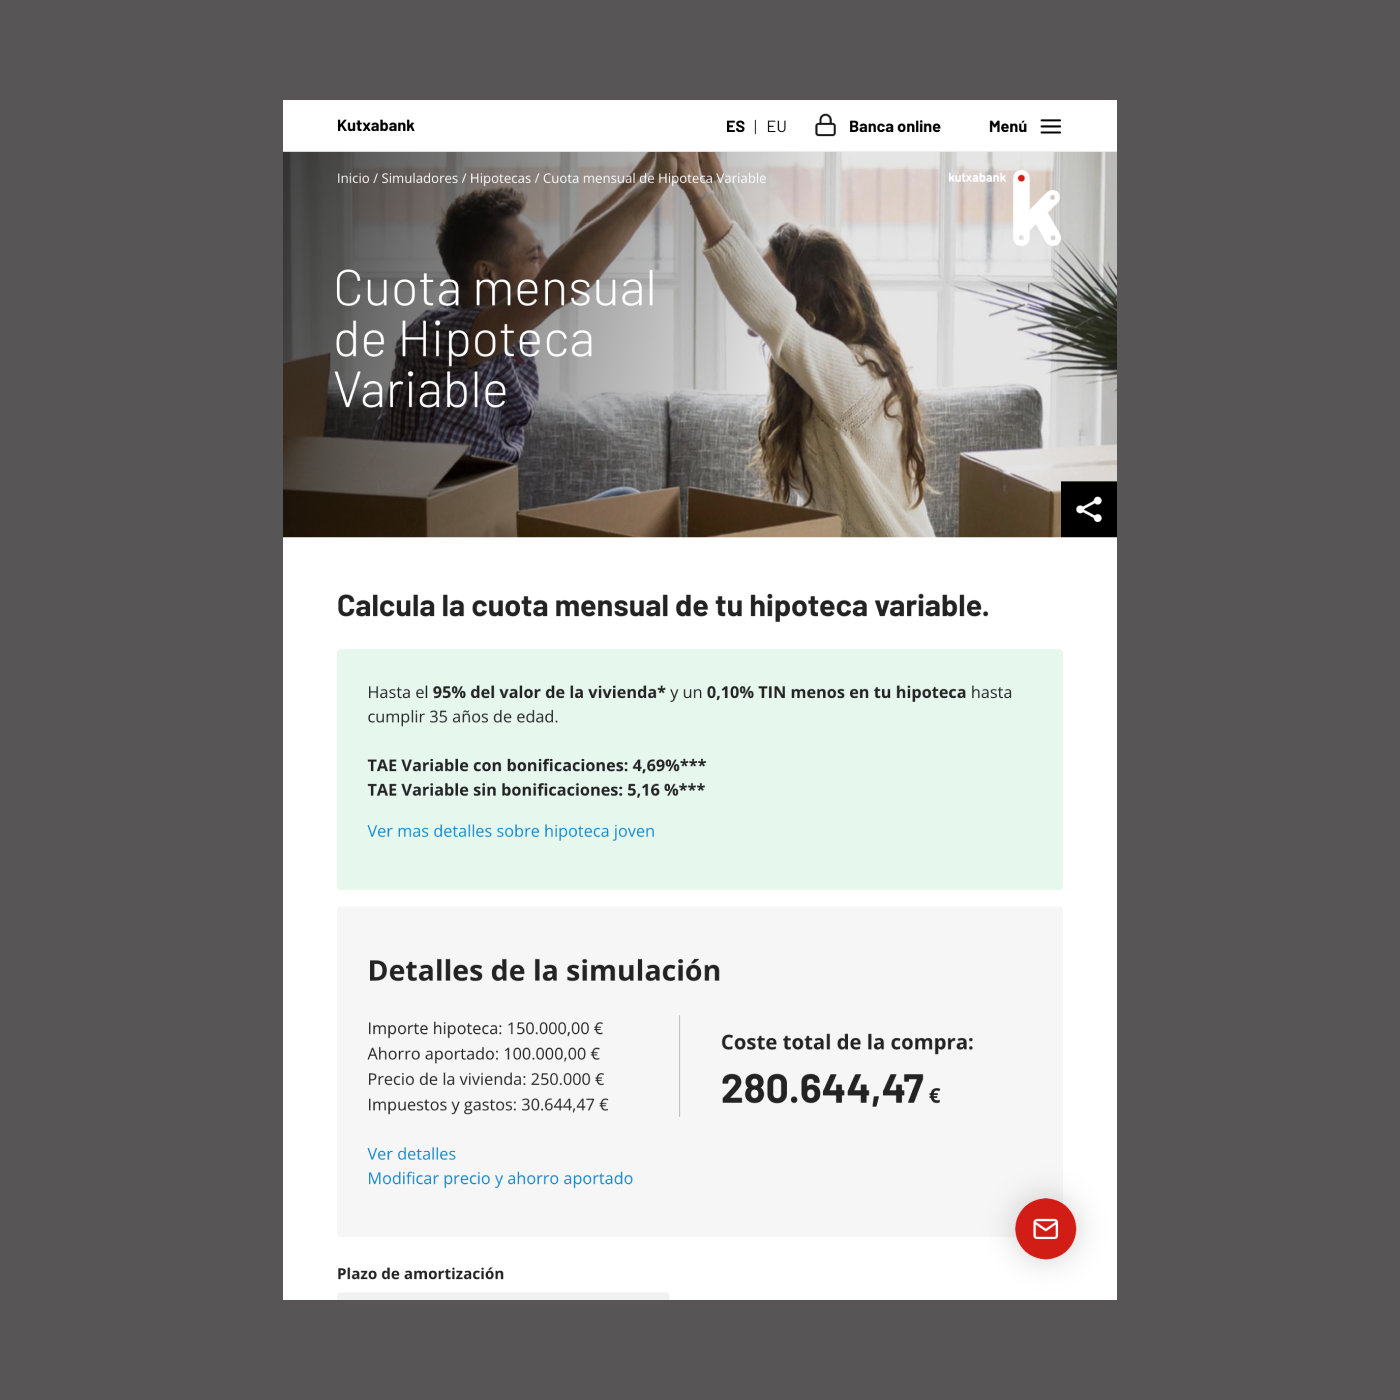 Kutxabank
ES | EU
Banca online
Menú
Inicio / Simuladores / Hipotecas / Cuota mensual de Hipoteca Variable
kutxabank
k
Cuota mensual
de Hipoteca
Variable
Calcula la cuota mensual de tu hipoteca variable.
Hasta el 95% del valor de la vivienda* y un 0,10% TIN menos en tu hipoteca hasta
cumplir 35 años de edad.
TAE Variable con bonificaciones: 4,69%***
TAE Variable sin bonificaciones: 5,16 %***
Ver mas detalles sobre hipoteca joven
Detalles de la simulación
Importe hipoteca: 150.000,00 €
Ahorro aportado: 100.000,00 €
Precio de la vivienda: 250.000 €
Impuestos y gastos: 30.644,47 €
Coste total de la compra:
280.644,47 €
Ver detalles
Modificar precio y ahorro aportado
Plazo de amortización